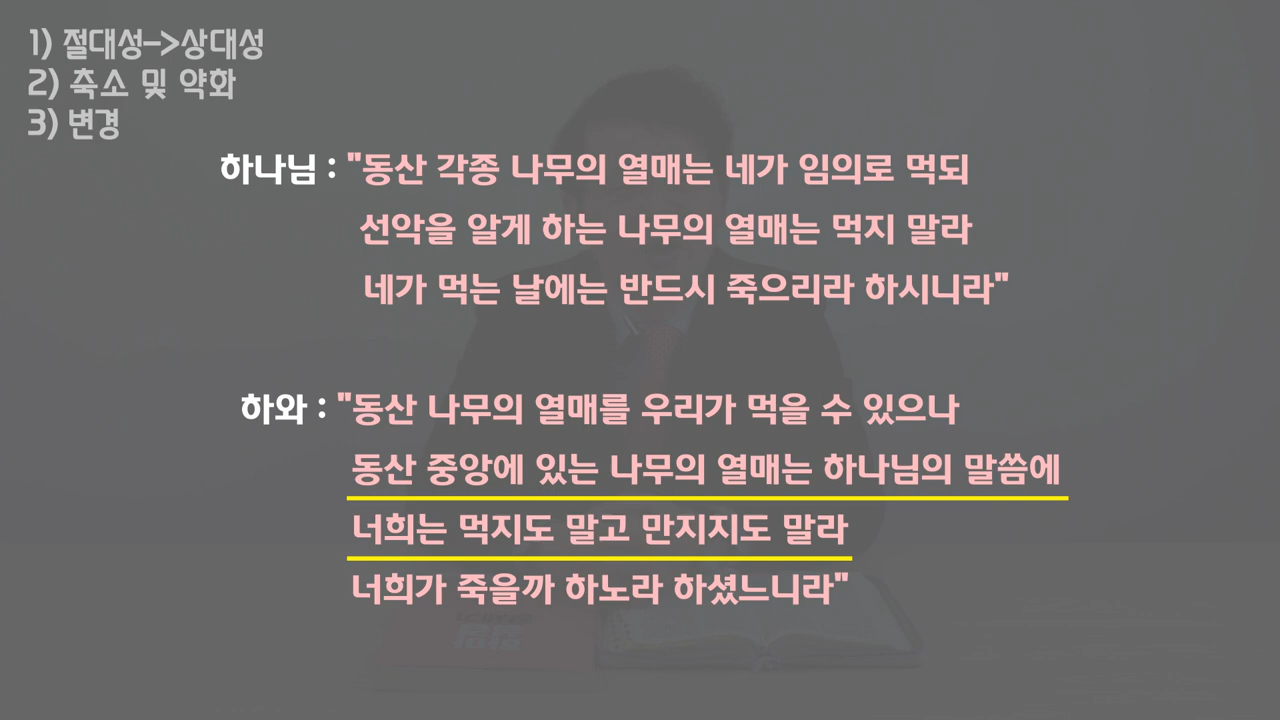 1) 절대성->상대성
2) 축소 및 약화
3) 변경
하나님 : "동산 각종 나무의 열매는 네가 임의로 먹되
선악을 알게 하는 나무의 열매는 먹지 말라
네가 먹는 날에는 반드시 죽으리라 하시니라"
하와 : "동산 나무의 열매를 우리가 먹을 수 있으나
동산 중앙에 있는 나무의 열매는 하나님의 말씀에
너희는 먹지도 말고 만지지도 말라
너희가 죽을까 하노라 하셨느니라"